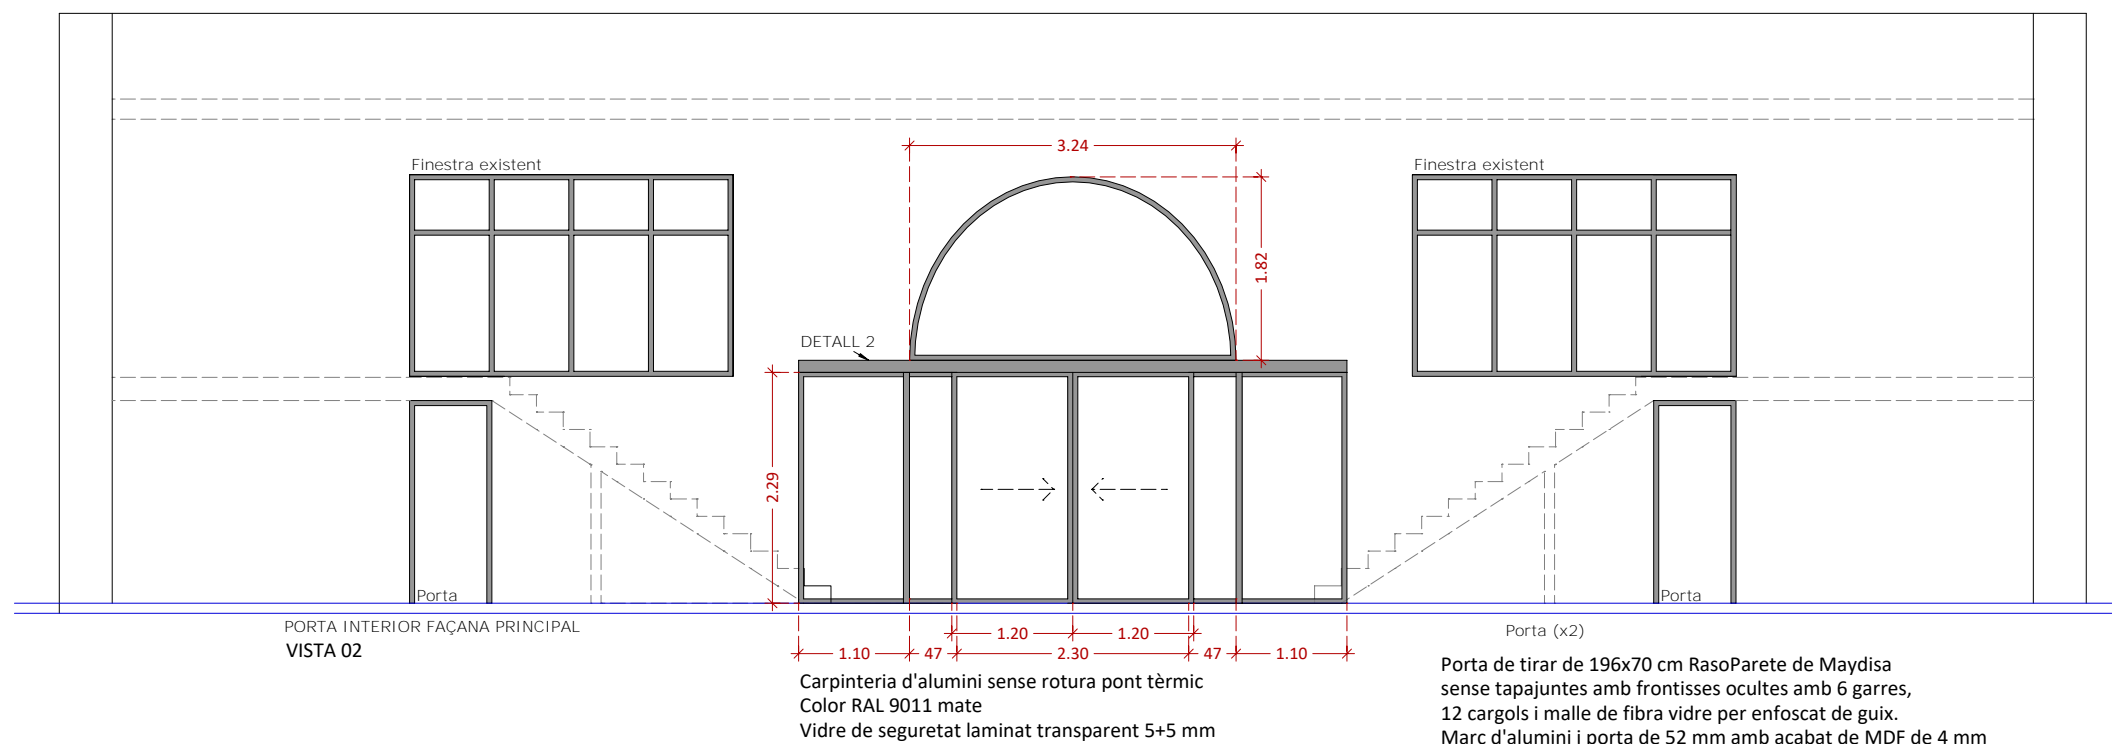 3.24
Finestra existent
Finestra existent
1.82
DETALL 2
2.29
Porta
Porta
PORTA INTERIOR FAÇANA PRINCIPAL
VISTA 02
1.20
1.20
Porta (x2)
1.10
47
2.30
47
1.10
Carpinteria d'alumini sense rotura pont tèrmic
Color RAL 9011 mate
Vidre de seguretat laminat transparent 5+5 mm
Porta de tirar de 196x70 cm RasoParete de Maydisa
sense tapajuntes amb frontisses ocultes amb 6 garres,
12 cargols i malle de fibra vidre per enfoscat de guix.
Marc d'alumini i porta de 52 mm amb acabat de MDF de 4 mm